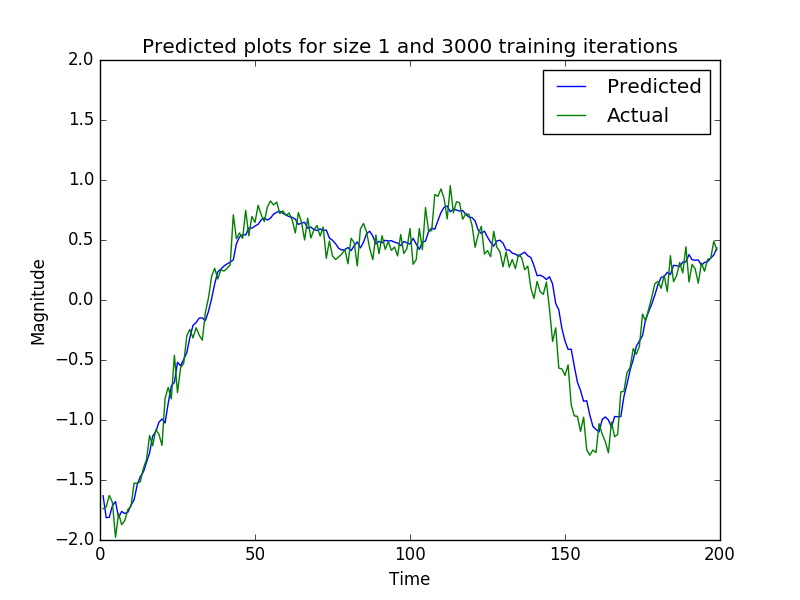 Predicted plots for size 1 and 3000 training iterations
2.0
1.5
1.0
0.5
0.0
−0.5
−1.0
−1.5
−2.0
Magnitude
Predicted
Actual
0
50
100
150
200
Time